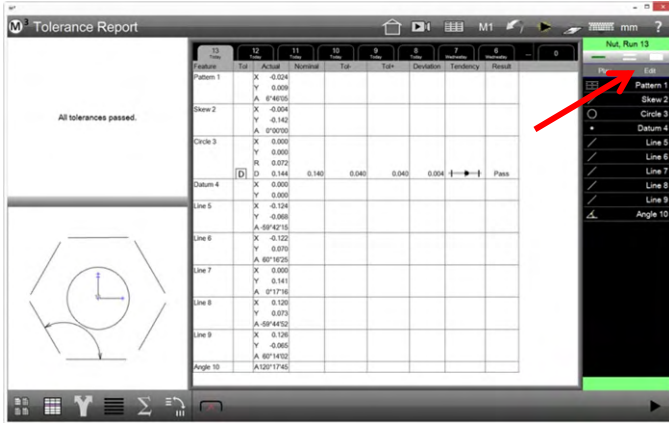 M³ Tolerance Report
M1
mm ?
All tolerances passed.
13 Today 12 Today 11 Today 10 Today 9 Today 8 Today 7 Wednesday 6 Wednesday ... 0
Feature Tol Actual Nominal Tol- Tol+ Deviation Tendency Result
Pattern 1 X -0.024
Y 0.009
A 6°46'05
Skew 2 X -0.004
Y -0.142
A 0°00'00
Circle 3 X 0.000
Y 0.000
R 0.072
D D 0.144 0.140 0.040 0.040 0.004 Pass
Datum 4 X 0.000
Y 0.000
Line 5 X -0.124
Y -0.068
A -59°42'15
Line 6 X -0.122
Y 0.070
A 60°16'25
Line 7 X 0.000
Y 0.141
A 0°17'16
Line 8 X 0.120
Y 0.073
A -59°44'52
Line 9 X 0.126
Y -0.065
A 60°14'02
Angle 10 A 120°17'45
Nut, Run 13
Edit
Pattern 1
Skew 2
Circle 3
Datum 4
Line 5
Line 6
Line 7
Line 8
Line 9
Angle 10